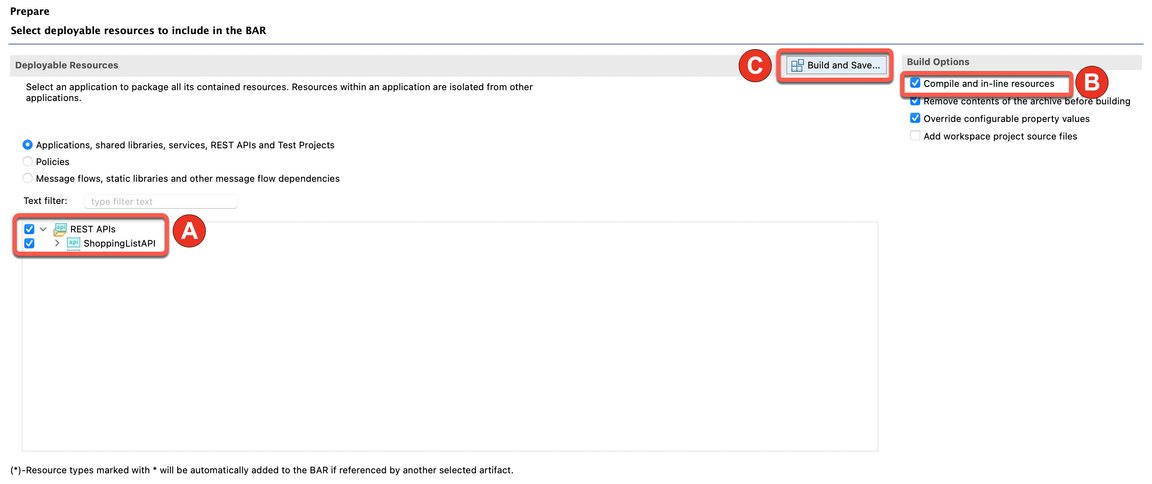 Prepare
Select deployable resources to include in the BAR
Deployable Resources
C
Build and Save...
Build Options
Select an application to package all its contained resources. Resources within an application are isolated from other
applications.
Compile and in-line resources
B
Remove contents of the archive before building
Override configurable property values
Add workspace project source files
Applications, shared libraries, services, REST APIs and Test Projects
Policies
Message flows, static libraries and other message flow dependencies
Text filter:
type filter text
REST APIs
A
api
ShoppingListAPI
(*)-Resource types marked with * will be automatically added to the BAR if referenced by another selected artifact.